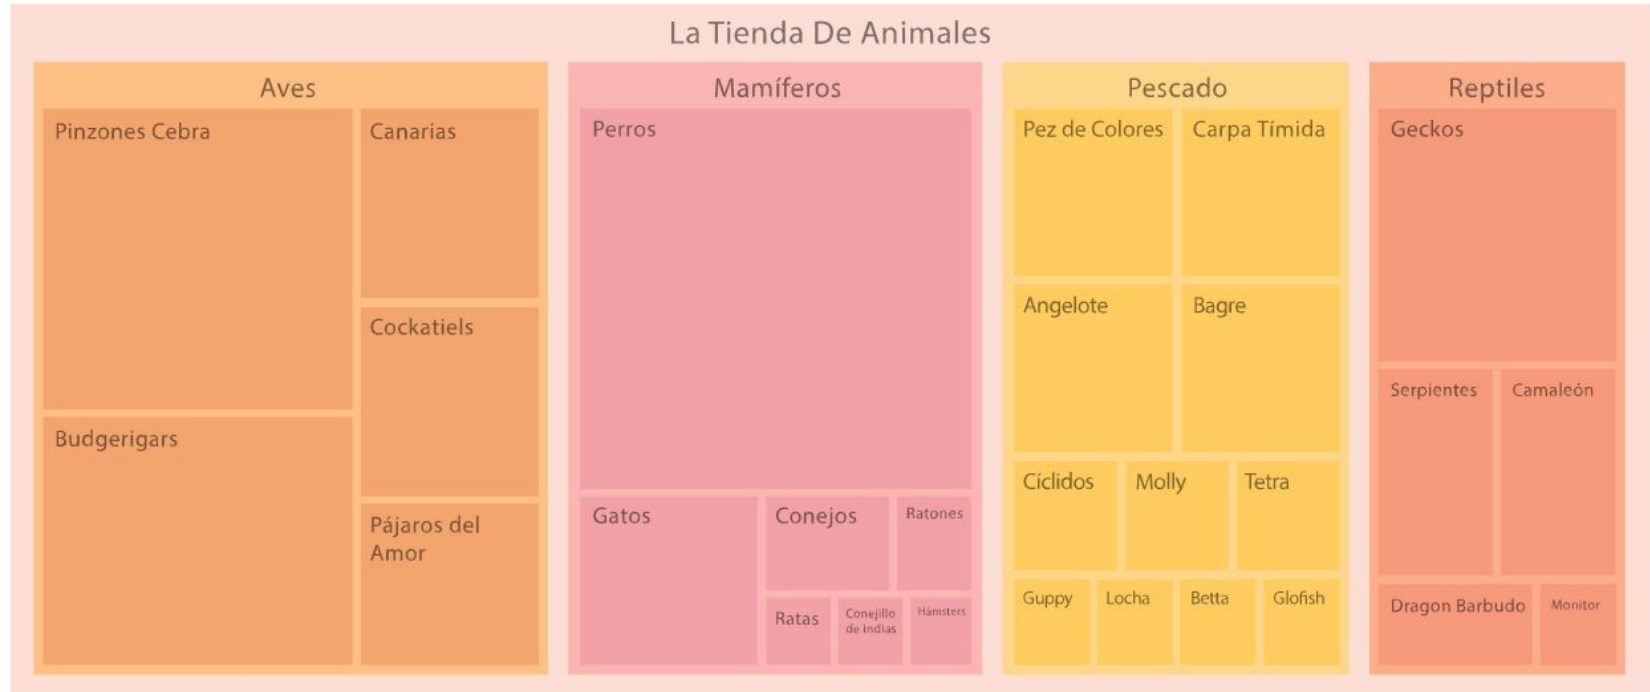 La Tienda De Animales
Aves
Pinzones Cebra
Canarias
Cockatiels
Budgerigars
Pájaros del
Amor
Mamíferos
Perros
Gatos
Conejos
Ratones
Ratas
Conejillo
de indias
Hámsters
Pescado
Pez de Colores
Carpa Tímida
Angelote
Bagre
Cíclidos
Molly
Tetra
Guppy
Locha
Betta
Glofish
Reptiles
Geckos
Serpientes
Camaleón
Dragon Barbudo
Monitor